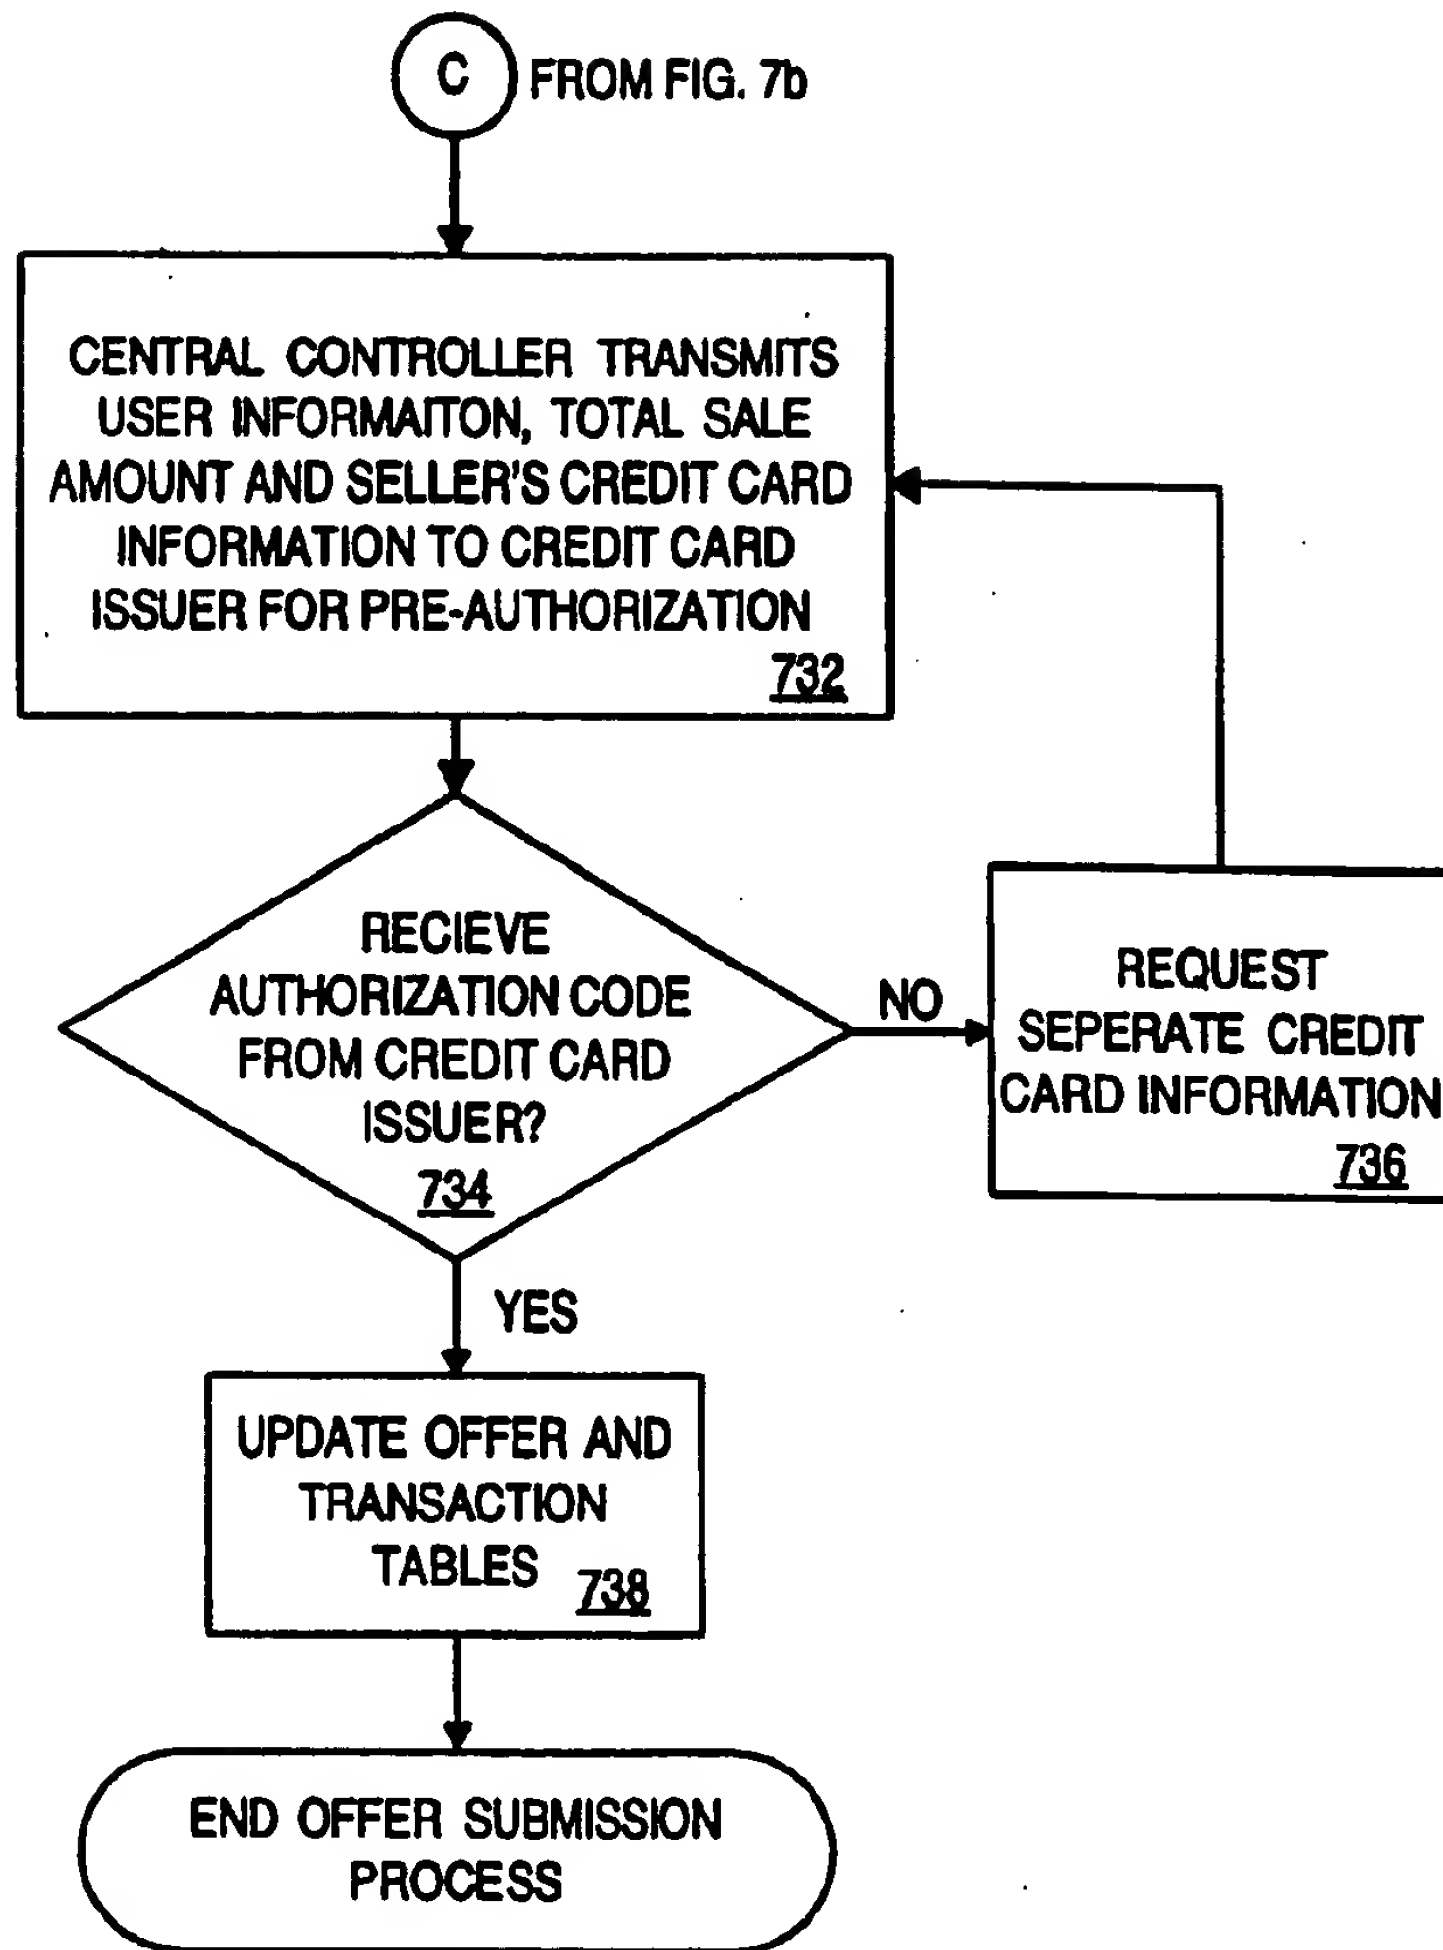 C FROM FIG. 7b
CENTRAL CONTROLLER TRANSMITS
USER INFORMAITON, TOTAL SALE
AMOUNT AND SELLER'S CREDIT CARD
INFORMATION TO CREDIT CARD
ISSUER FOR PRE-AUTHORIZATION
732
RECIEVE
AUTHORIZATION CODE
FROM CREDIT CARD
ISSUER?
734
NO
REQUEST
SEPERATE CREDIT
CARD INFORMATION
736
YES
UPDATE OFFER AND
TRANSACTION
TABLES
738
END OFFER SUBMISSION
PROCESS